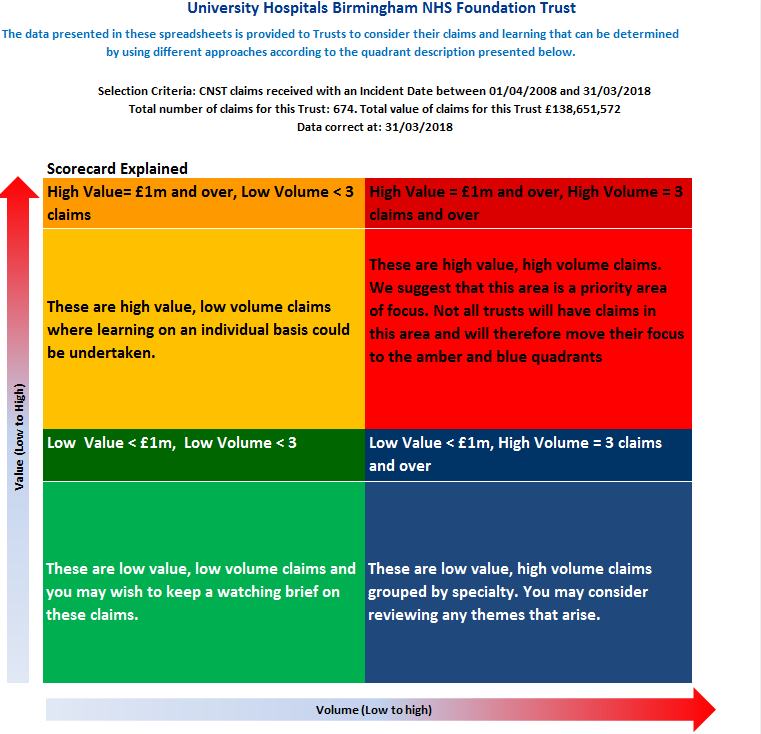 University Hospitals Birmingham NHS Foundation Trust
The data presented in these spreadsheets is provided to Trusts to consider their claims and learning that can be determined
by using different approaches according to the quadrant description presented below.
Selection Criteria: CNST claims received with an Incident Date between 01/04/2008 and 31/03/2018
Total number of claims for this Trust: 674. Total value of claims for this Trust £138,651,572
Data correct at: 31/03/2018
Scorecard Explained
High Value= £1m and over, Low Volume < 3
claims
High Value = £1m and over, High Volume = 3
claims and over
These are high value, low volume claims
where learning on an individual basis could
be undertaken.
These are high value, high volume claims.
We suggest that this area is a priority area
of focus. Not all trusts will have claims in
this area and will therefore move their focus
to the amber and blue quadrants
Value (Low to High)
Low  Value < £1m,  Low Volume < 3
Low Value < £1m, High Volume = 3 claims
and over
These are low value, low volume claims and
you may wish to keep a watching brief on
these claims.
These are low value, high volume claims
grouped by specialty. You may consider
reviewing any themes that arise.
Volume (Low to high)